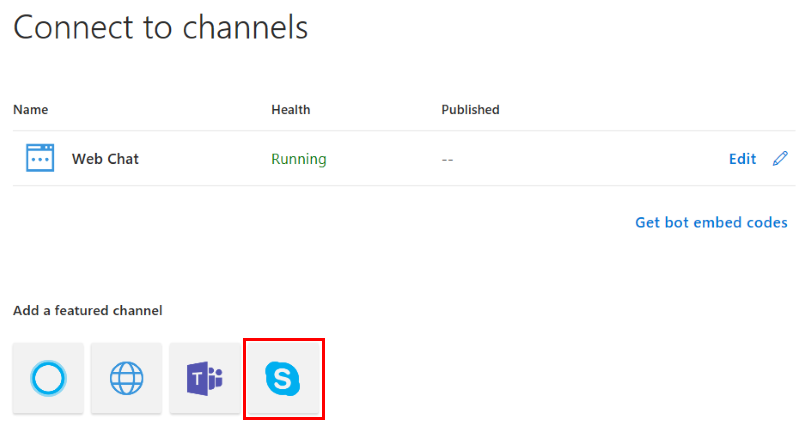 Connect to channels
Name Health Published
Web Chat Running -- Edit
Get bot embed codes
Add a featured channel
T S